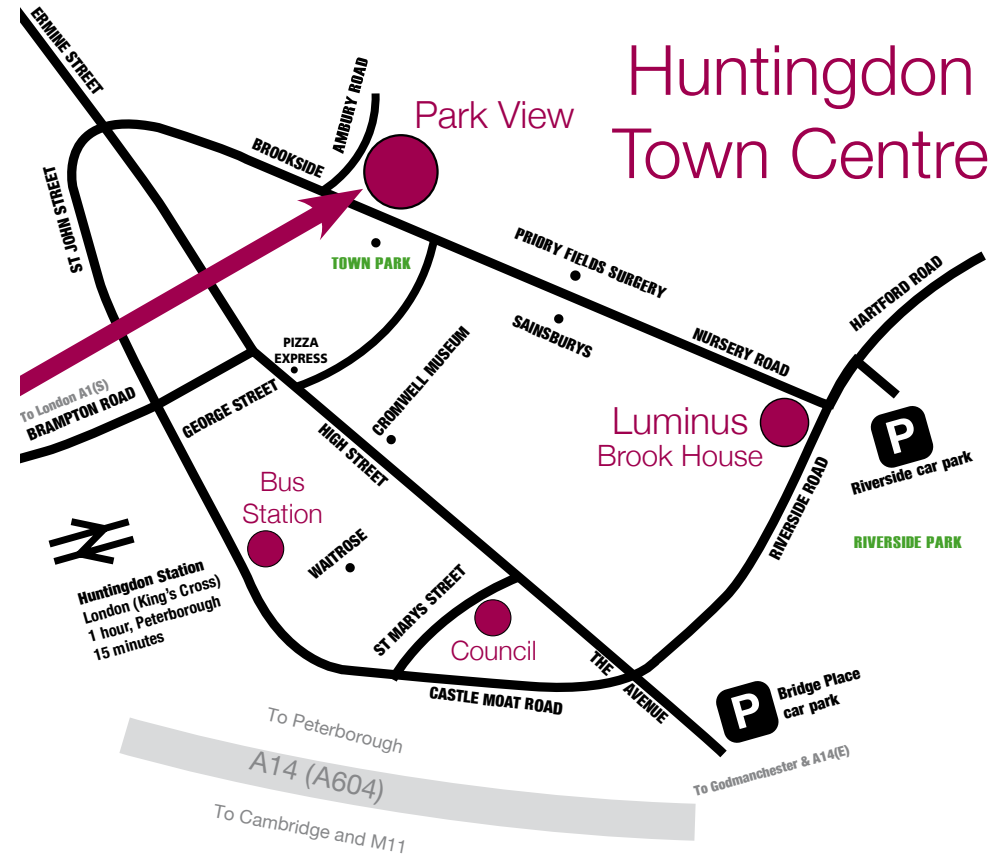 Huntingdon
Town Centre
ERMINE STREET
AMBURY ROAD
Park View
BROOKSIDE
ST JOHN STREET
TOWN PARK
PRIORY FIELDS SURGERY
SAINSBURYS
HARTFORD ROAD
NURSERY ROAD
PIZZA
EXPRESS
CROMWELL MUSEUM
To London A1(S)
BRAMPTON ROAD
GEORGE STREET
HIGH STREET
Luminus
Brook House
P
Riverside car park
RIVERSIDE ROAD
RIVERSIDE PARK
Bus
Station
WAITROSE
Huntingdon Station
London (King's Cross)
1 hour, Peterborough
15 minutes
ST MARYS STREET
Council
THE
AVENUE
CASTLE MOAT ROAD
P
Bridge Place
car park
To Godmanchester & A14(E)
To Peterborough
A14 (A604)
To Cambridge and M11